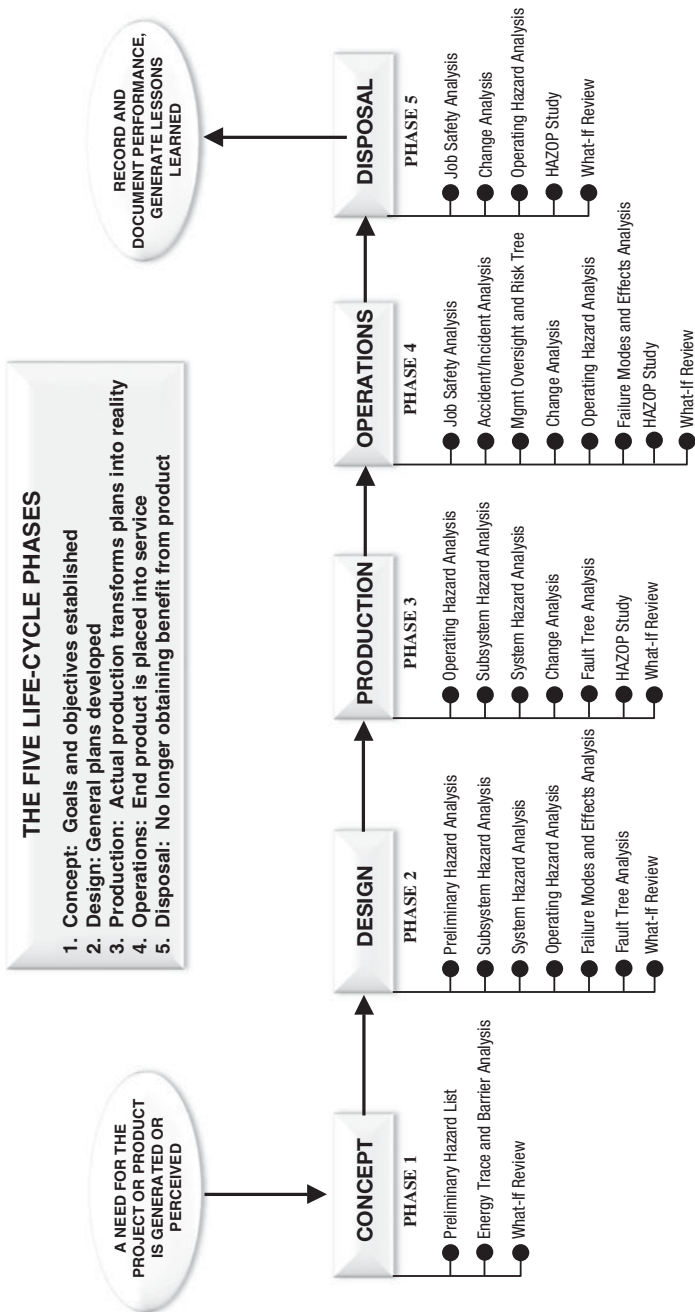 THE FIVE LIFE-CYCLE PHASES
1. Concept: Goals and objectives established
2. Design: General plans developed
3. Production: Actual production transforms plans into reality
4. Operations: End product is placed into service
5. Disposal: No longer obtaining benefit from product
A NEED FOR THE
PROJECT OR PRODUCT
IS GENERATED OR
PERCEIVED
CONCEPT
PHASE 1
Preliminary Hazard List
Energy Trace and Barrier Analysis
What-If Review
DESIGN
PHASE 2
Preliminary Hazard Analysis
Subsystem Hazard Analysis
System Hazard Analysis
Operating Hazard Analysis
Failure Modes and Effects Analysis
Fault Tree Analysis
What-If Review
PRODUCTION
PHASE 3
Operating Hazard Analysis
Subsystem Hazard Analysis
System Hazard Analysis
Change Analysis
Fault Tree Analysis
HAZOP Study
What-If Review
OPERATIONS
PHASE 4
Job Safety Analysis
Accident/Incident Analysis
Mgmt Oversight and Risk Tree
Change Analysis
Operating Hazard Analysis
Failure Modes and Effects Analysis
HAZOP Study
What-If Review
DISPOSAL
PHASE 5
Job Safety Analysis
Change Analysis
Operating Hazard Analysis
HAZOP Study
What-If Review
RECORD AND
DOCUMENT PERFORMANCE,
GENERATE LESSONS
LEARNED